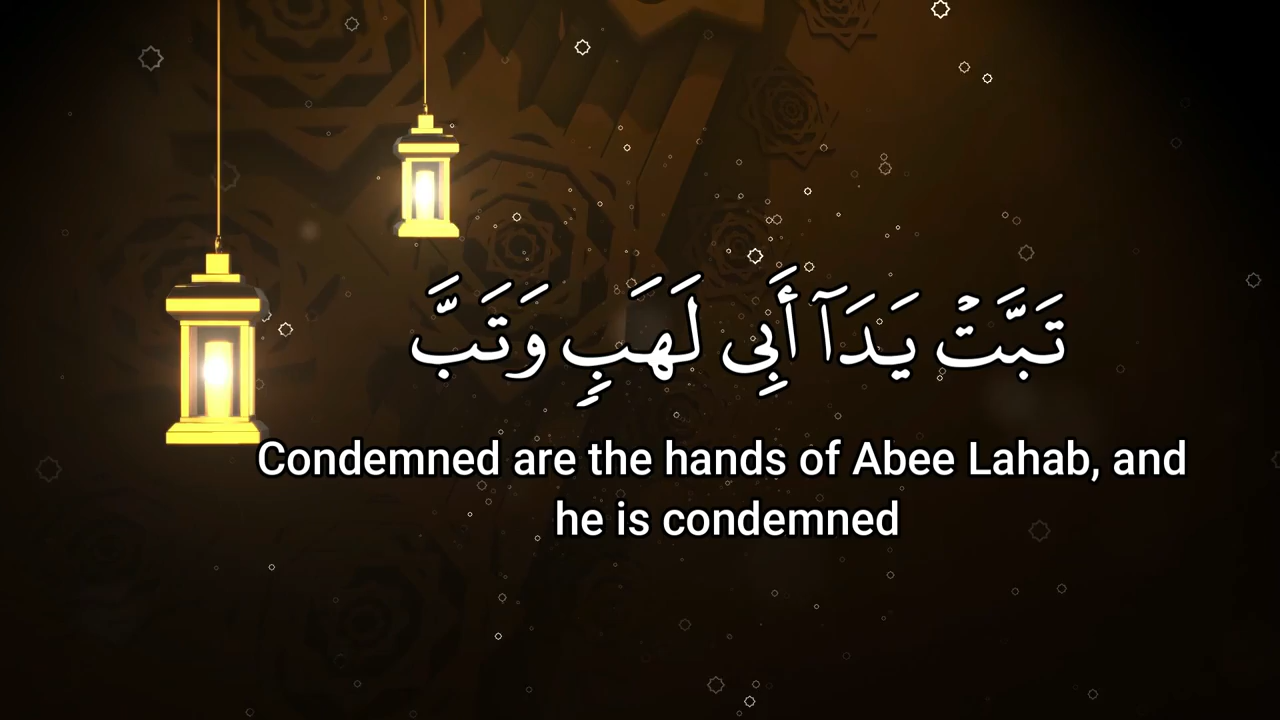 تَبَّتْ يَدَآ أَبِى لَهَبٍ وَتَبَّ
Condemned are the hands of Abee Lahab, and
he is condemned